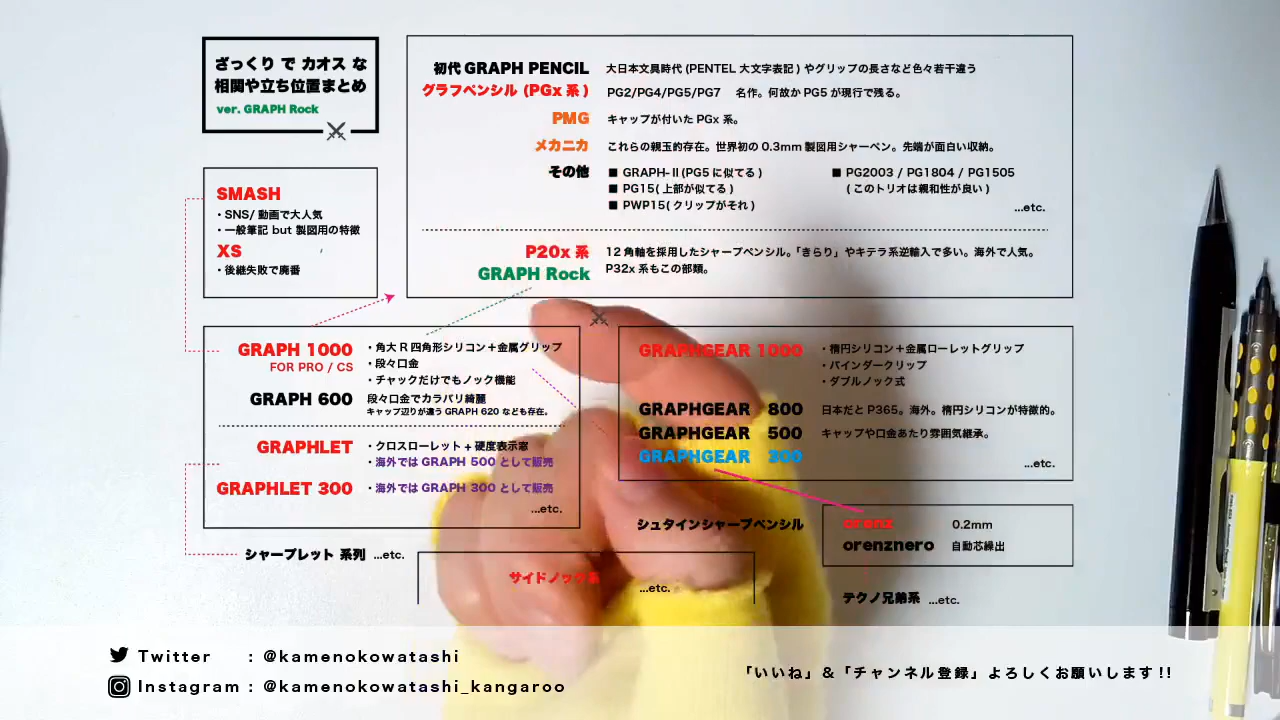 ざっくり で カオス な
相関や立ち位置まとめ
ver. GRAPH Rock
初代 GRAPH PENCIL 大日本文具時代 (PENTEL 大文字表記 ) やグリップの長さなど色々若干違う
グラフペンシル (PGx 系 ) PG2/PG4/PG5/PG7 名作。何故か PG5 が現行で残る。
PMG キャップが付いた PGx 系。
メカニカ これらの親玉的存在。世界初の 0.3mm 製図用シャーペン。先端が面白い収納。
その他 ■ GRAPH-Ⅱ(PG5 に似てる ) ■ PG2003 / PG1804 / PG1505
■ PG15( 上部が似てる ) ( このトリオは親和性が良い )
■ PWP15( クリップがそれ )
...etc.
P20x 系 12 角軸を採用したシャープペンシル。「きらり」やキテラ系逆輸入で多い。海外で人気。
GRAPH Rock P32x 系もこの部類。
SMASH
・SNS/ 動画で大人気
・一般筆記 but 製図用の特徴
XS
・後継失敗で廃番
GRAPH 1000 ・角大 R 四角形シリコン＋金属グリップ
FOR PRO / CS ・段々口金
・チャックだけでもノック機能
GRAPH 600 段々口金でカラバリ綺麗
キャップ辺りが違う GRAPH 620 なども存在。
GRAPHLET ・クロスローレット + 硬度表示窓
・海外では GRAPH 500 として販売
GRAPHLET 300 ・海外では GRAPH 300 として販売
...etc.
GRAPHGEAR 1000 ・楕円シリコン＋金属ローレットグリップ
・バインダークリップ
・ダブルノック式
GRAPHGEAR 800 日本だと P365。海外。楕円シリコンが特徴的。
GRAPHGEAR 500 キャップや口金あたり雰囲気継承。
GRAPHGEAR 300
...etc.
シュタインシャープペンシル
orenz 0.2mm
orenznero 自動芯繰出
シャープレット 系列 ...etc.
サイドノック系
...etc.
テクノ兄弟系 ...etc.
Twitter : @kamenokowatashi
Instagram : @kamenokowatashi_kangaroo
「いいね」&「チャンネル登録」よろしくお願いします !!